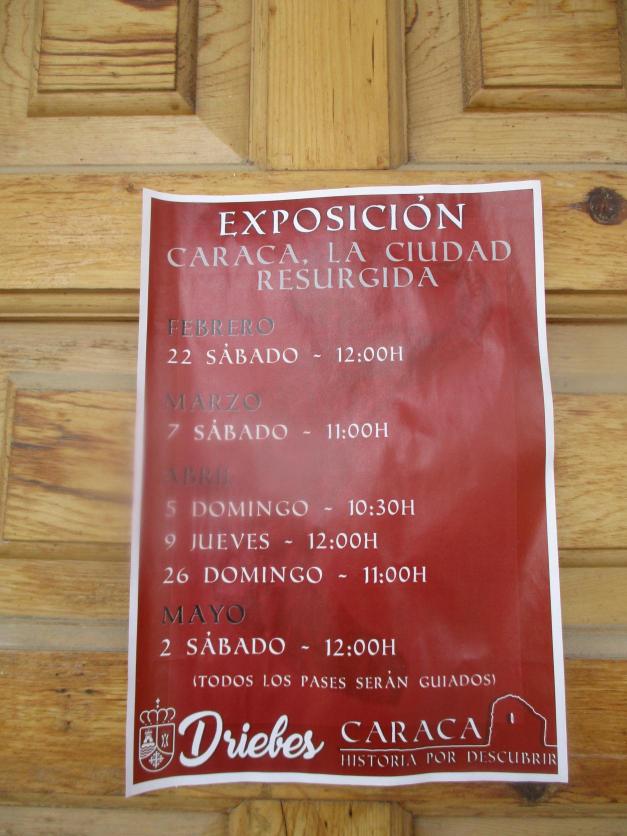 EXPOSICIÓN
CARACA, LA CIUDAD
RESURGIDA
FEBRERO
22 SÁBADO - 12:00H
MARZO
7 SÁBADO - 11:00H
ABRIL
5 DOMINGO - 10:30H
9 JUEVES - 12:00H
26 DOMINGO - 11:00H
MAYO
2 SÁBADO - 12:00H
(TODOS LOS PASES SERÁN GUIADOS)
Driebes
CARACA
HISTORIA POR DESCUBRIR